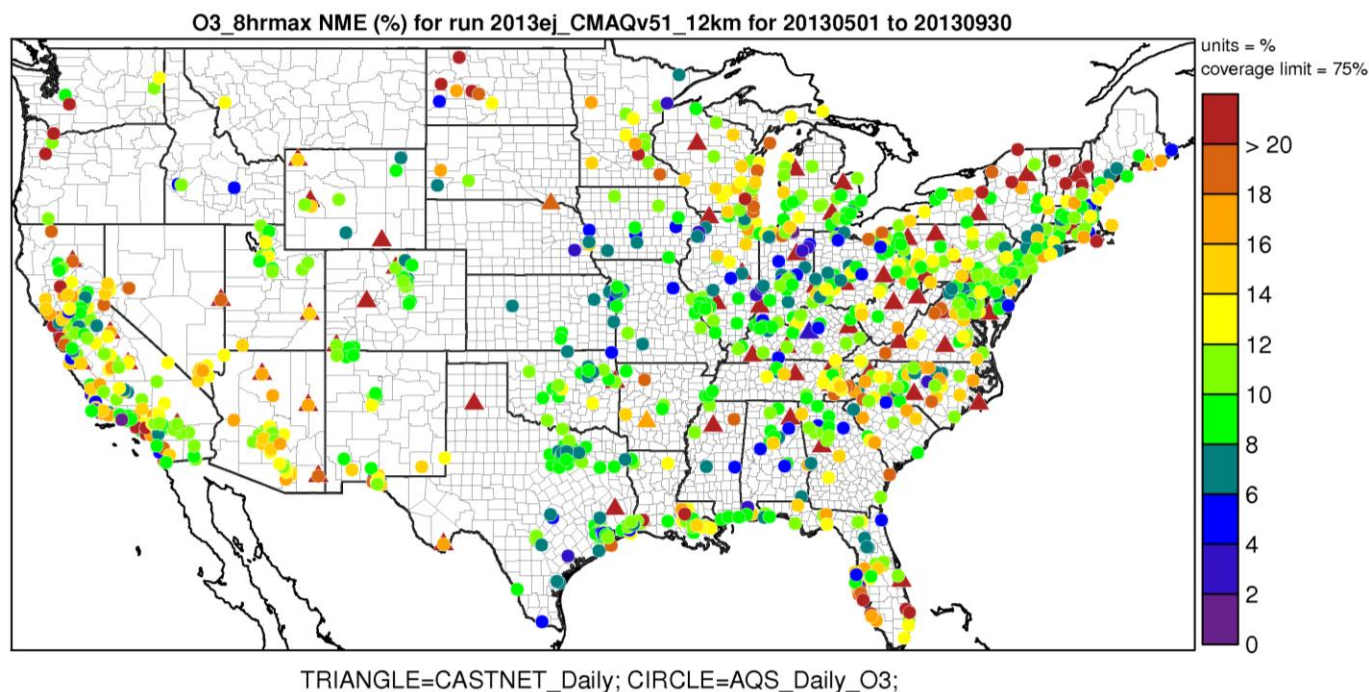 O3_8hrmax NME (%) for run 2013ej_CMAQv51_12km for 20130501 to 20130930
units = %
coverage limit = 75%
> 20
18
16
14
12
10
8
6
4
2
0
TRIANGLE=CASTNET_Daily; CIRCLE=AQS_Daily_O3;